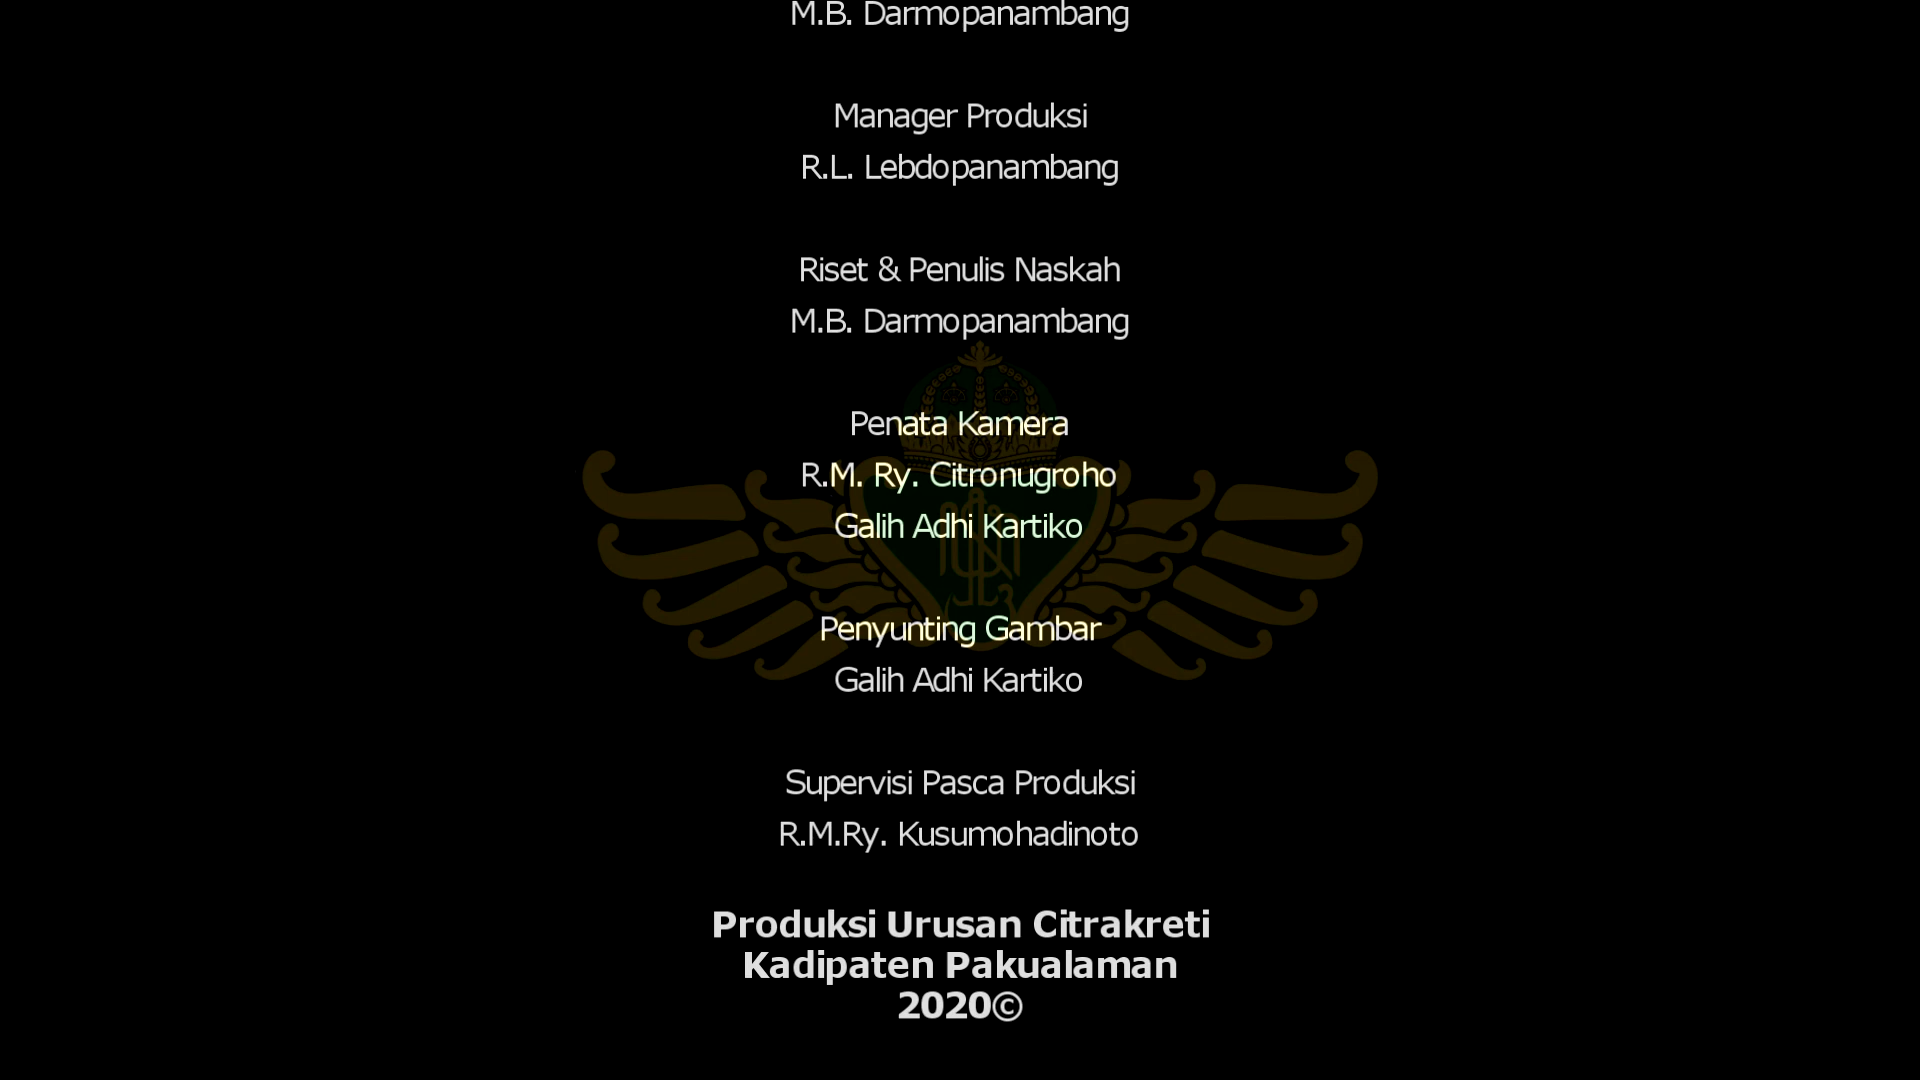 M.B. Darmopanambang
Manager Produksi
R.L. Lebdopanambang
Riset & Penulis Naskah
M.B. Darmopanambang
Penata Kamera
R.M. Ry. Citronugroho
Galih Adhi Kartiko
Penyunting Gambar
Galih Adhi Kartiko
Supervisi Pasca Produksi
R.M.Ry. Kusumohadinoto
Produksi Urusan Citrakreti
Kadipaten Pakualaman
2020©